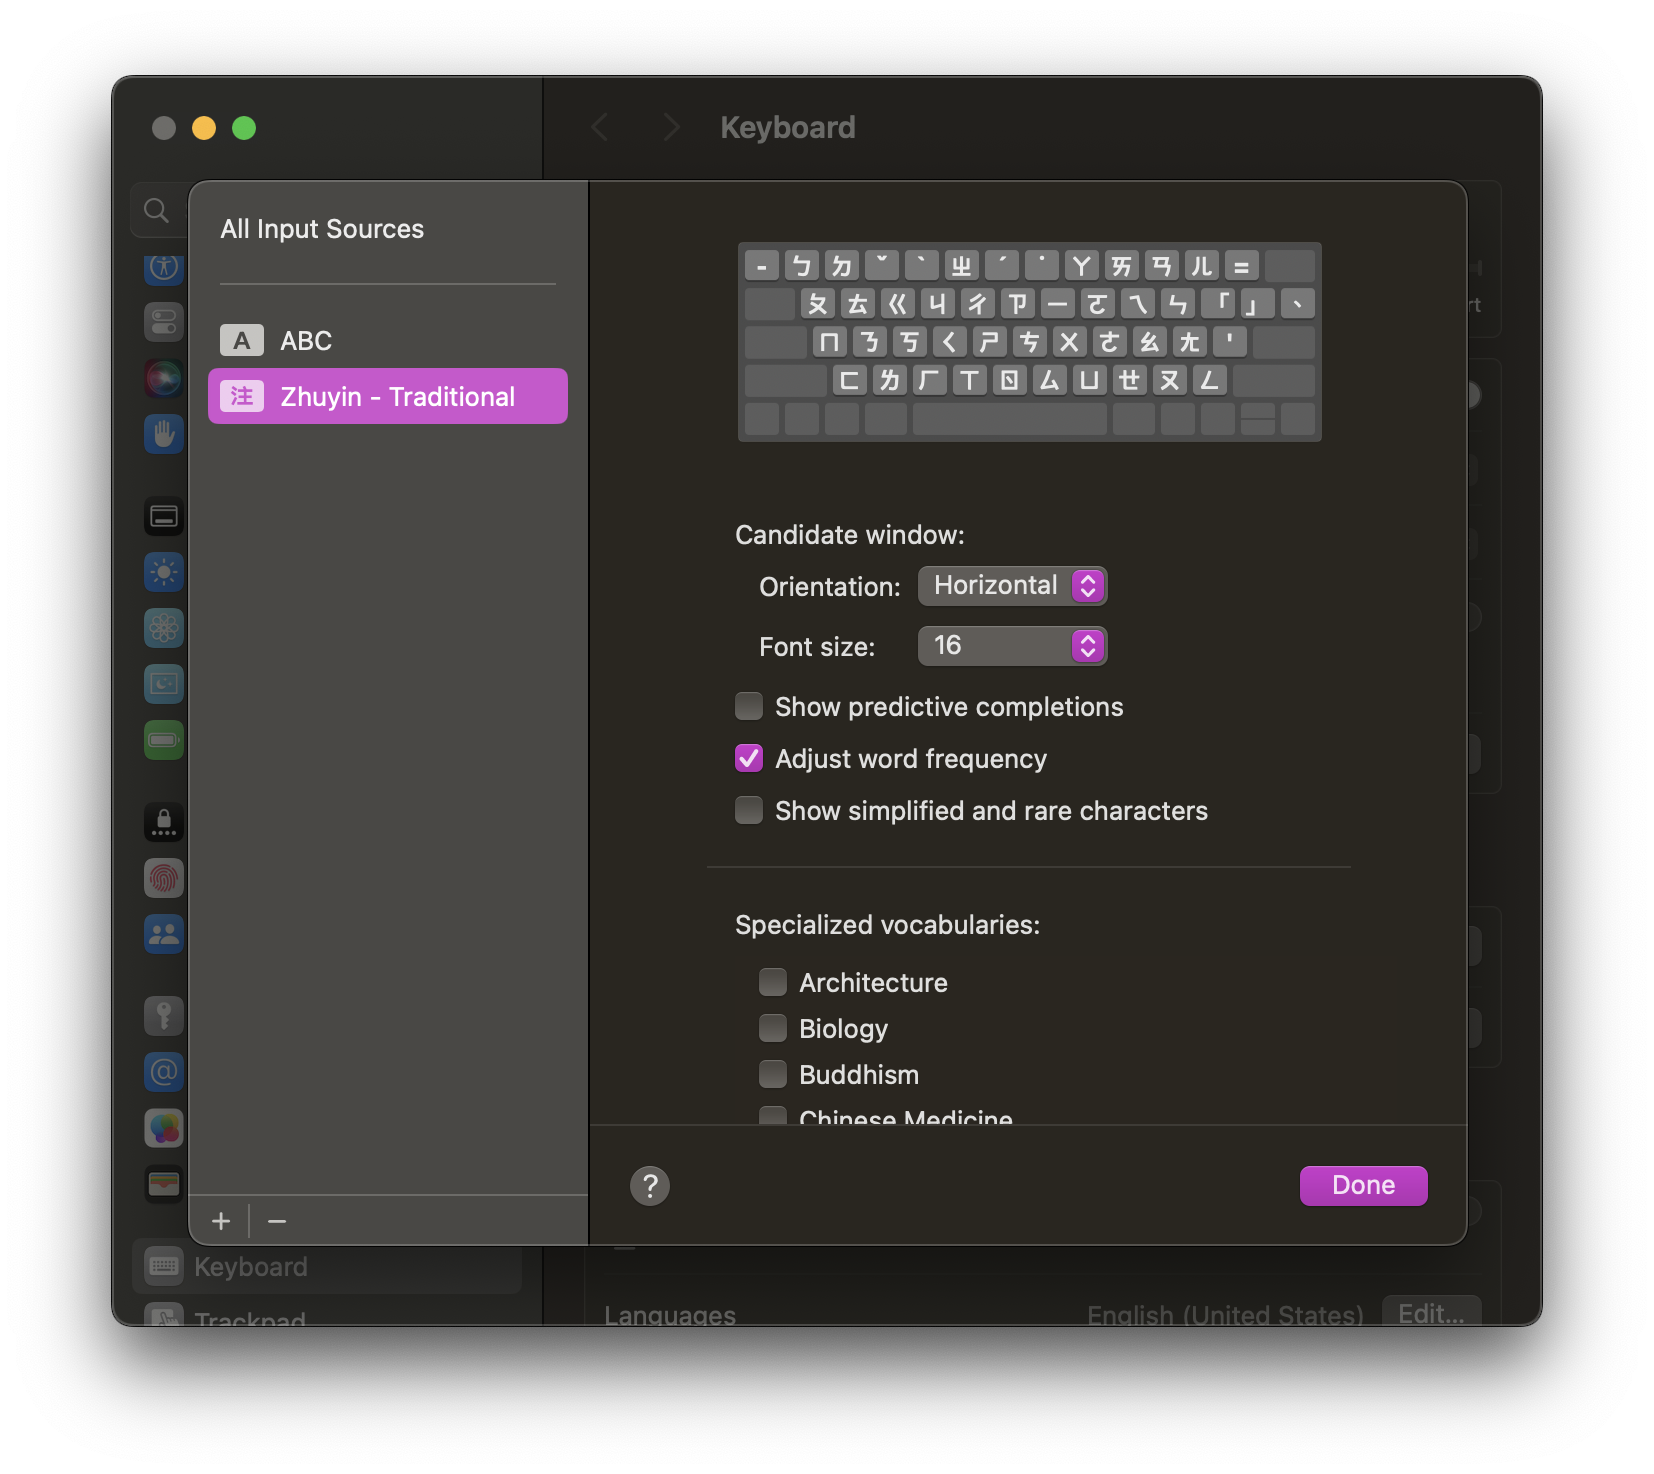 Keyboard
All Input Sources
A ABC
注 Zhuyin - Traditional
- ㄅ ㄉ ˇ ˋ ㄓ ˊ ˙ ㄚ ㄞ ㄢ ㄦ =
ㄆ ㄊ ㄍ ㄐ ㄔ ㄗ ㄧ ㄛ ㄟ ㄣ 「 」 、
ㄇ ㄋ ㄎ ㄑ ㄕ ㄘ ㄨ ㄜ ㄠ ㄤ '
ㄈ ㄌ ㄏ ㄒ ㄖ ㄙ ㄩ ㄝ ㄡ ㄥ
Candidate window:
Orientation: Horizontal
Font size: 16
Show predictive completions
Adjust word frequency
Show simplified and rare characters
Specialized vocabularies:
Architecture
Biology
Buddhism
Chinese Medicine
? Done
+ −
Keyboard
Trackpad
Languages English (United States) Edit...